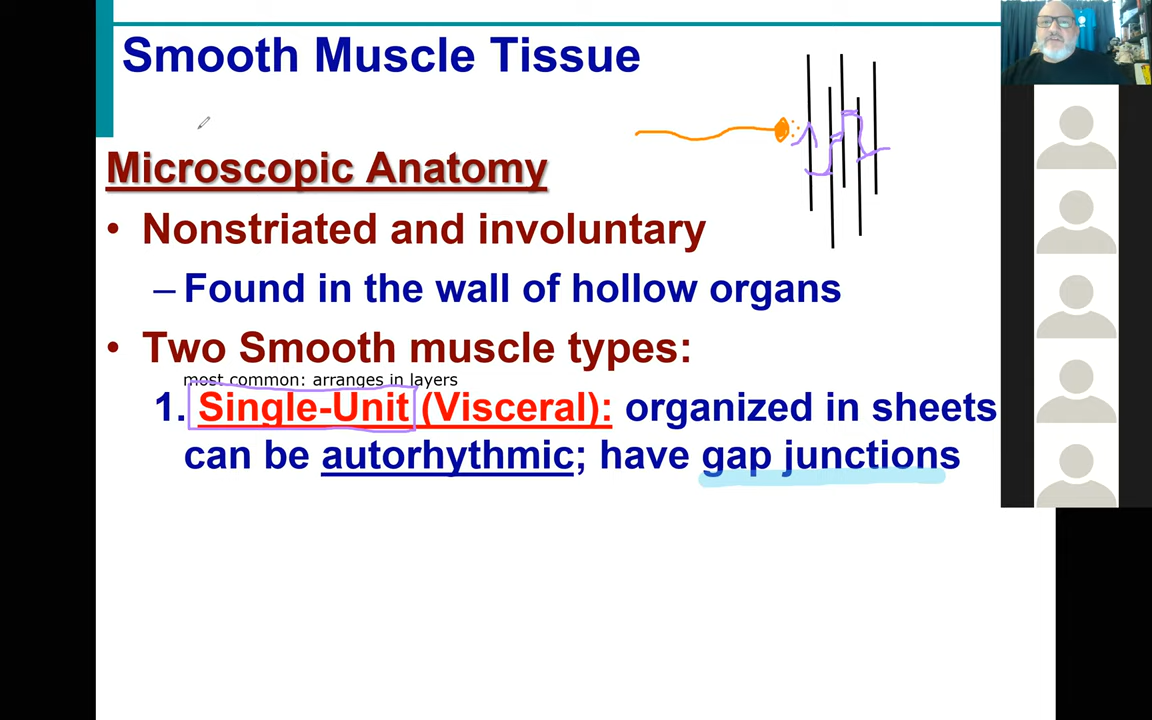 Smooth Muscle Tissue
Microscopic Anatomy
• Nonstriated and involuntary
– Found in the wall of hollow organs
• Two Smooth muscle types:
most common: arranges in layers
1. Single-Unit (Visceral): organized in sheets
can be autorhythmic; have gap junctions